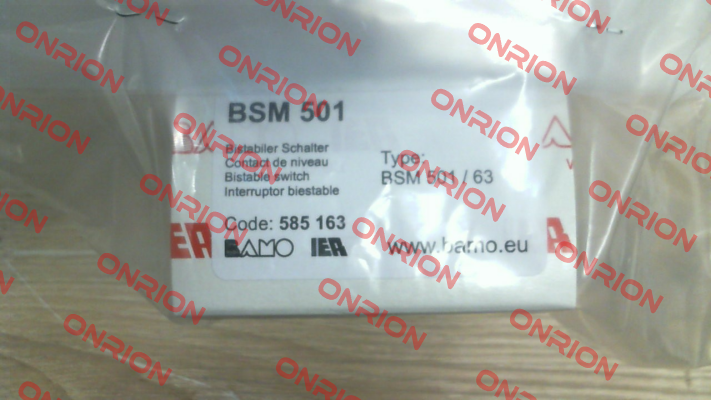 BSM 501
Bistabiler Schalter
Contact de niveau
Bistable switch
Interruptor biestable
Type:
BSM 501 / 63
Code: 585 163
BAMO IER
www.bamo.eu
ONRION